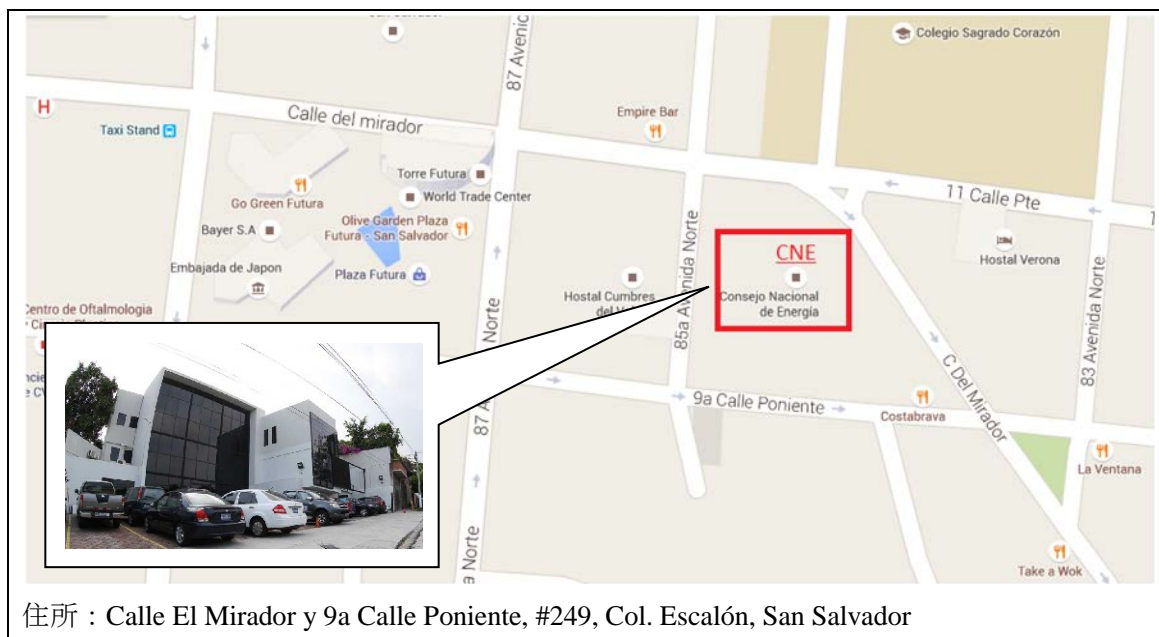 87 Avenic
Colegio Sagrado Corazón
H
Calle del mirador
Empire Bar
Taxi Stand
Torre Futura
World Trade Center
11 Calle Pte
Go Green Futura
Olive Garden Plaza
Futura - San Salvador
Bayer S.A
CNE
Hostal Verona
Embajada de Japon
Plaza Futura
Hostal Cumbres
Consejo Nacional
de Energía
85a Avenida Norte
83 Avenida Norte
Centro de Oftalmologia
Norte
C Del Mirador
9a Calle Poniente
Costabrava
87 A
La Ventana
a Norte
Take a Wok
住所：Calle El Mirador y 9a Calle Poniente, #249, Col. Escalón, San Salvador